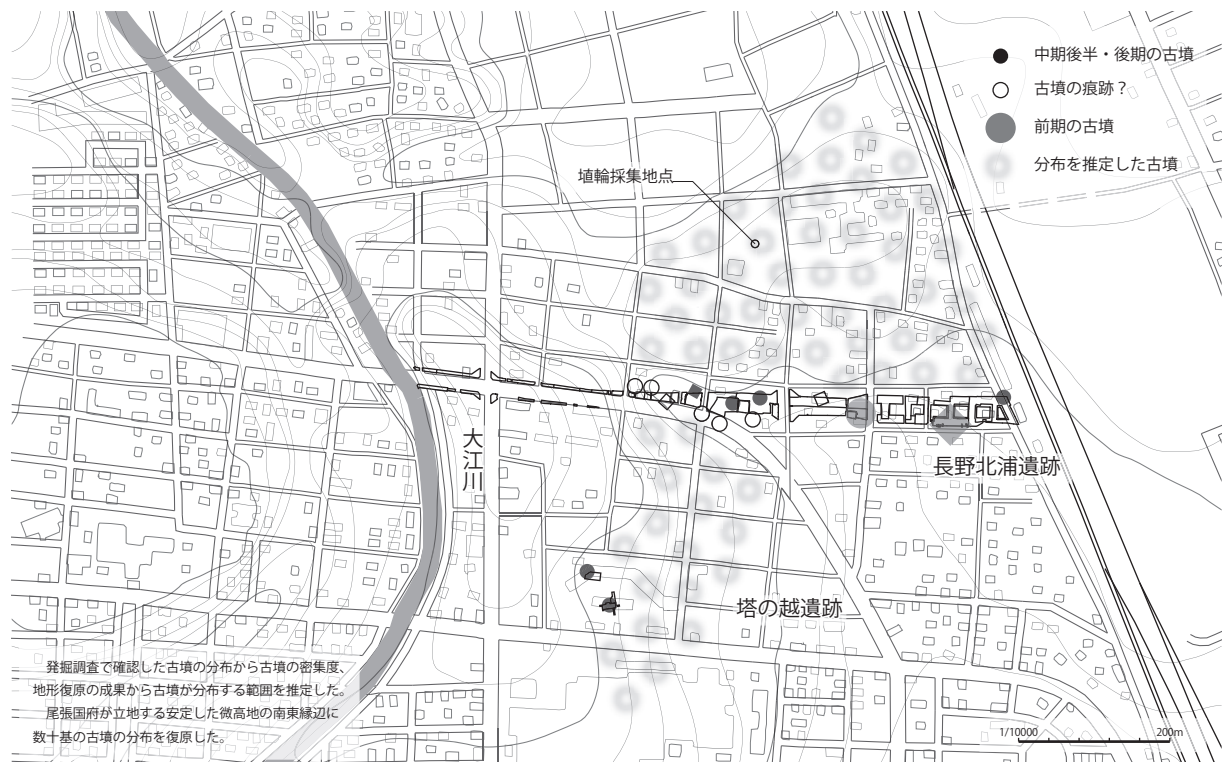 中期後半・後期の古墳
古墳の痕跡？
前期の古墳
分布を推定した古墳
埴輪採集地点
大江川
長野北浦遺跡
塔の越遺跡
発掘調査で確認した古墳の分布から古墳の密集度、
地形復原の成果から古墳が分布する範囲を推定した。
尾張国府が立地する安定した微高地の南東縁辺に
数十基の古墳の分布を復原した。
1/10000 200m